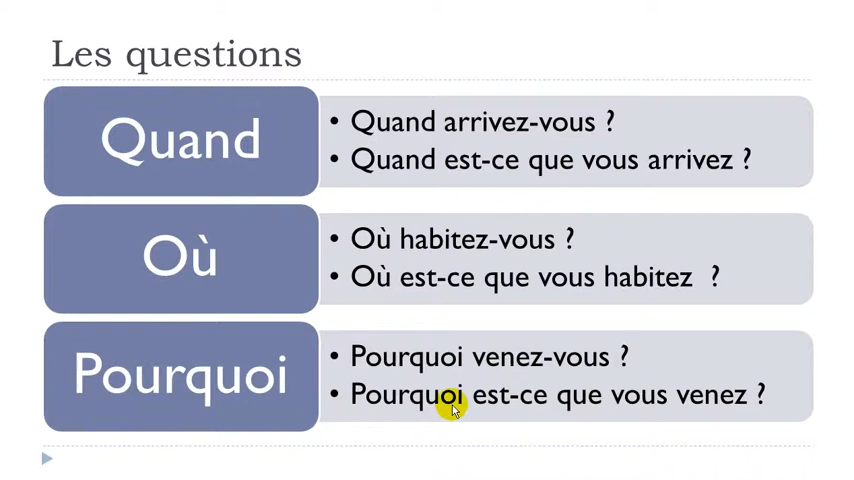 Les questions
Quand
• Quand arrivez-vous ?
• Quand est-ce que vous arrivez ?
Où
• Où habitez-vous ?
• Où est-ce que vous habitez  ?
Pourquoi
• Pourquoi venez-vous ?
• Pourquoi est-ce que vous venez ?